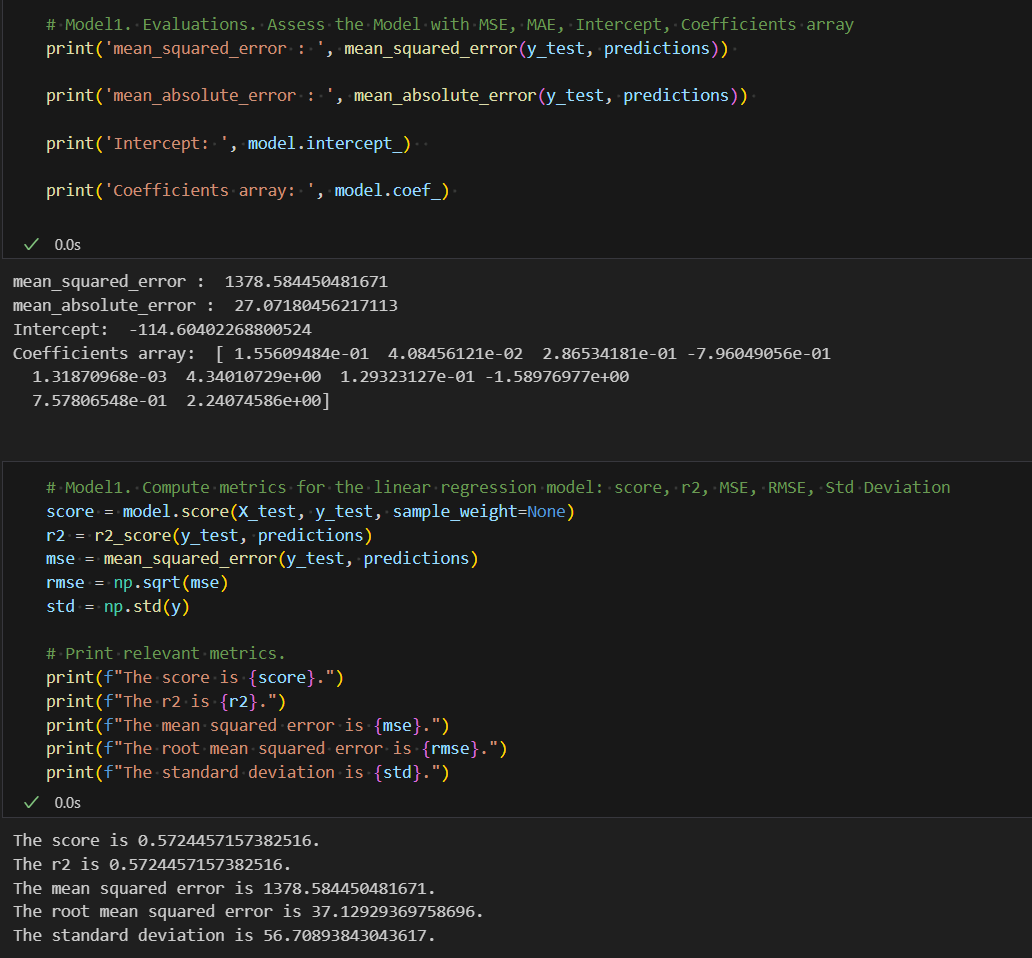 # Model1. Evaluations. Assess the Model with MSE, MAE, Intercept, Coefficients array
print('mean_squared_error : ', mean_squared_error(y_test, predictions))
print('mean_absolute_error : ', mean_absolute_error(y_test, predictions))
print('Intercept: ', model.intercept_)
print('Coefficients array: ', model.coef_)
0.0s
mean_squared_error :  1378.584450481671
mean_absolute_error :  27.07180456217113
Intercept:  -114.60402268800524
Coefficients array:  [ 1.55609484e-01  4.08456121e-02  2.86534181e-01 -7.96049056e-01
  1.31870968e-03  4.34010729e+00  1.29323127e-01 -1.58976977e+00
  7.57806548e-01  2.24074586e+00]
# Model1. Compute metrics for the linear regression model: score, r2, MSE, RMSE, Std Deviation
score = model.score(X_test, y_test, sample_weight=None)
r2 = r2_score(y_test, predictions)
mse = mean_squared_error(y_test, predictions)
rmse = np.sqrt(mse)
std = np.std(y)
# Print relevant metrics.
print(f"The score is {score}.")
print(f"The r2 is {r2}.")
print(f"The mean squared error is {mse}.")
print(f"The root mean squared error is {rmse}.")
print(f"The standard deviation is {std}.")
0.0s
The score is 0.5724457157382516.
The r2 is 0.5724457157382516.
The mean squared error is 1378.584450481671.
The root mean squared error is 37.12929369758696.
The standard deviation is 56.70893843043617.